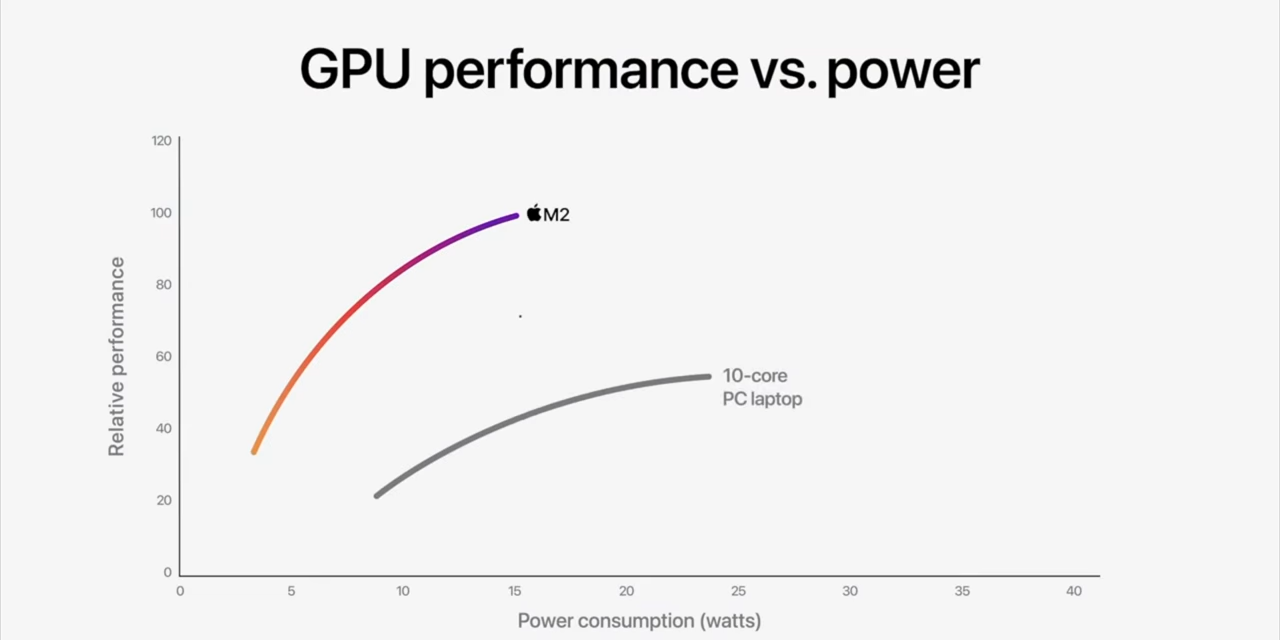 GPU performance vs. power
120
100
80
60
40
20
0
Relative performance
M2
10-core
PC laptop
0 5 10 15 20 25 30 35 40
Power consumption (watts)